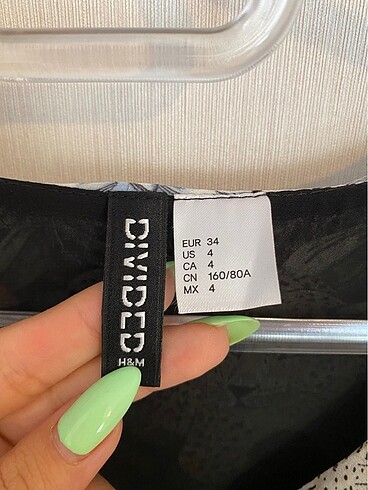 DIVIDED
H&M
EUR 34
US 4
CA 4
CN 160/80A
MX 4